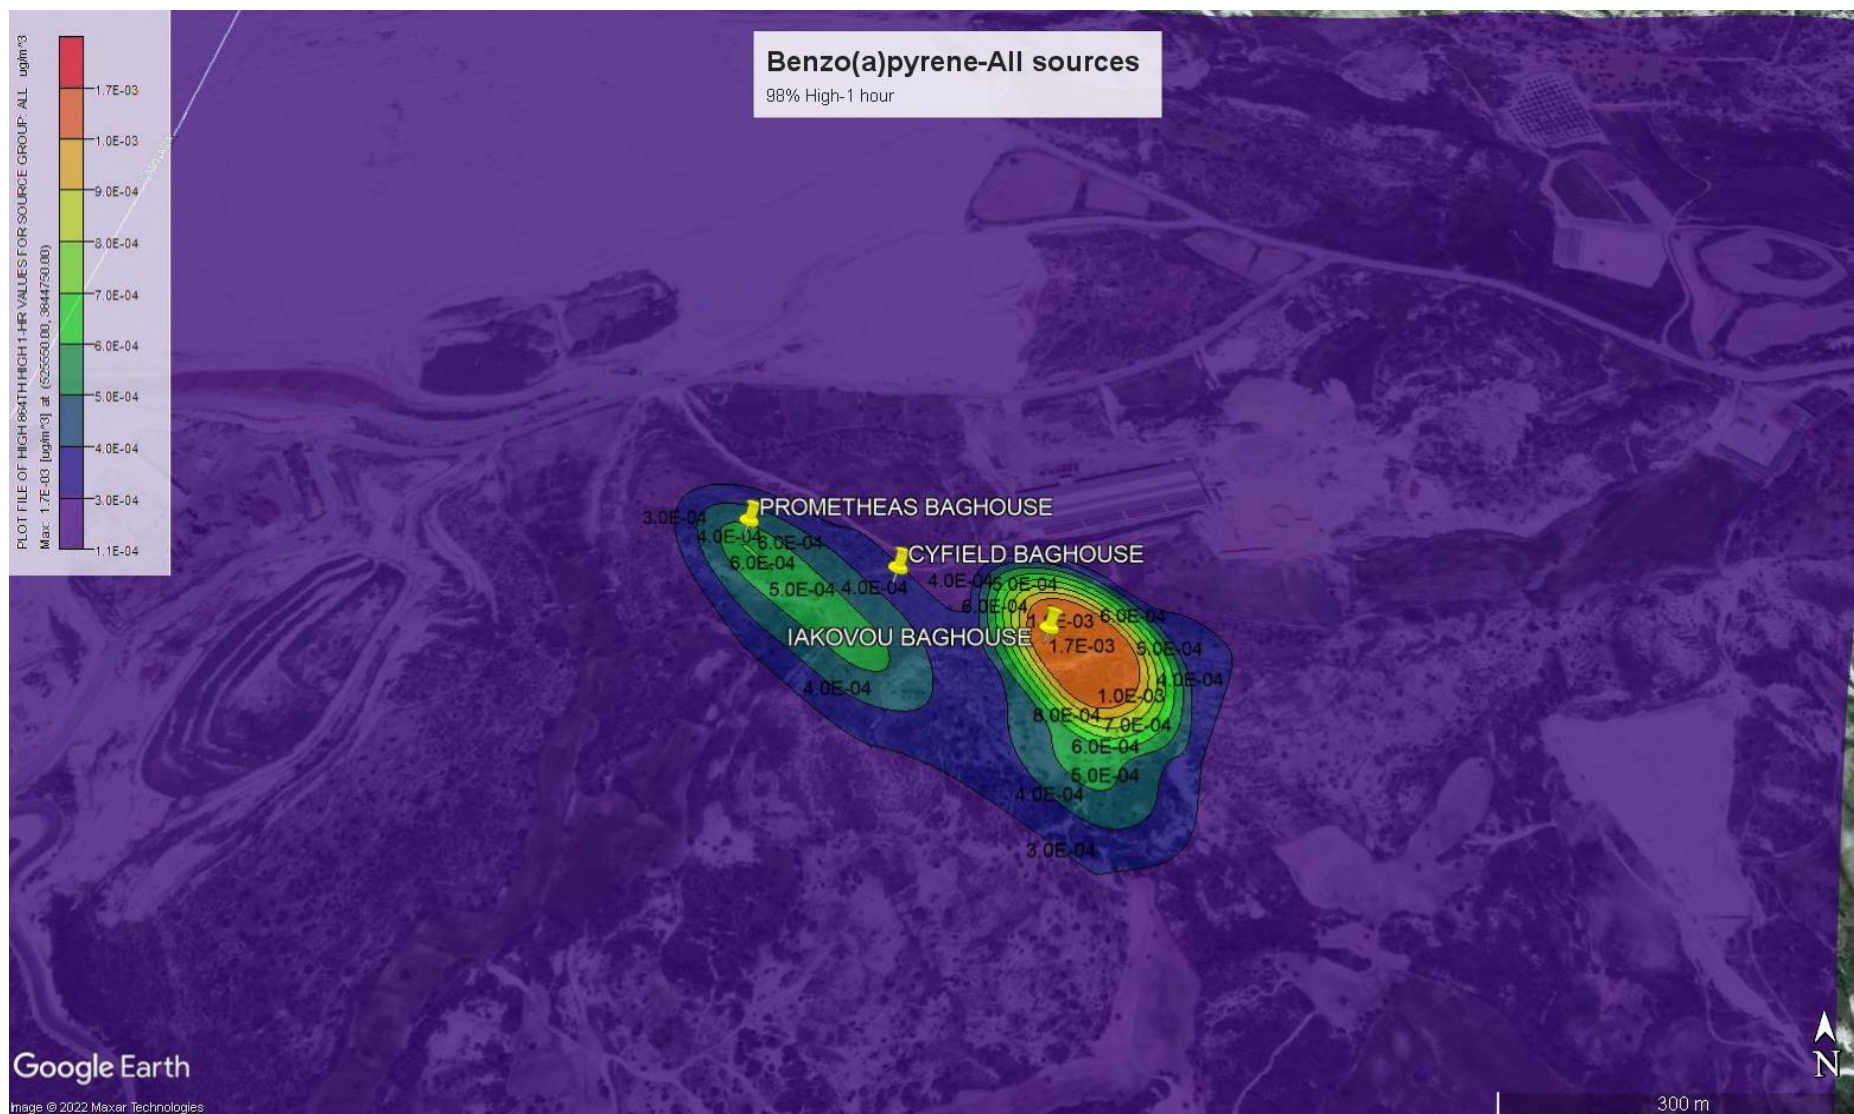 Benzo(a)pyrene-All sources
98% High-1 hour
PLOT FILE OF HIGH 864TH HIGH 1-HR VALUES FOR SOURCE GROUP: ALL ug/m^3
Max: 1.7E-03 [ug/m^3] at (525550.00, 3844750.00)
1.7E-03
1.0E-03
9.0E-04
8.0E-04
7.0E-04
6.0E-04
5.0E-04
4.0E-04
3.0E-04
1.1E-04
PROMETHEAS BAGHOUSE
3.0E-04
4.0E-04
6.0E-04
6.0E-04
CYFIELD BAGHOUSE
5.0E-04
4.0E-04
4.0E-04
5.0E-04
6.0E-04
6.0E-04
IAKOVOU BAGHOUSE
1.7E-03
5.0E-04
4.0E-04
4.0E-04
1.0E-03
8.0E-04
7.0E-04
6.0E-04
5.0E-04
4.0E-04
3.0E-04
Google Earth
Image © 2022 Maxar Technologies
300 m
N